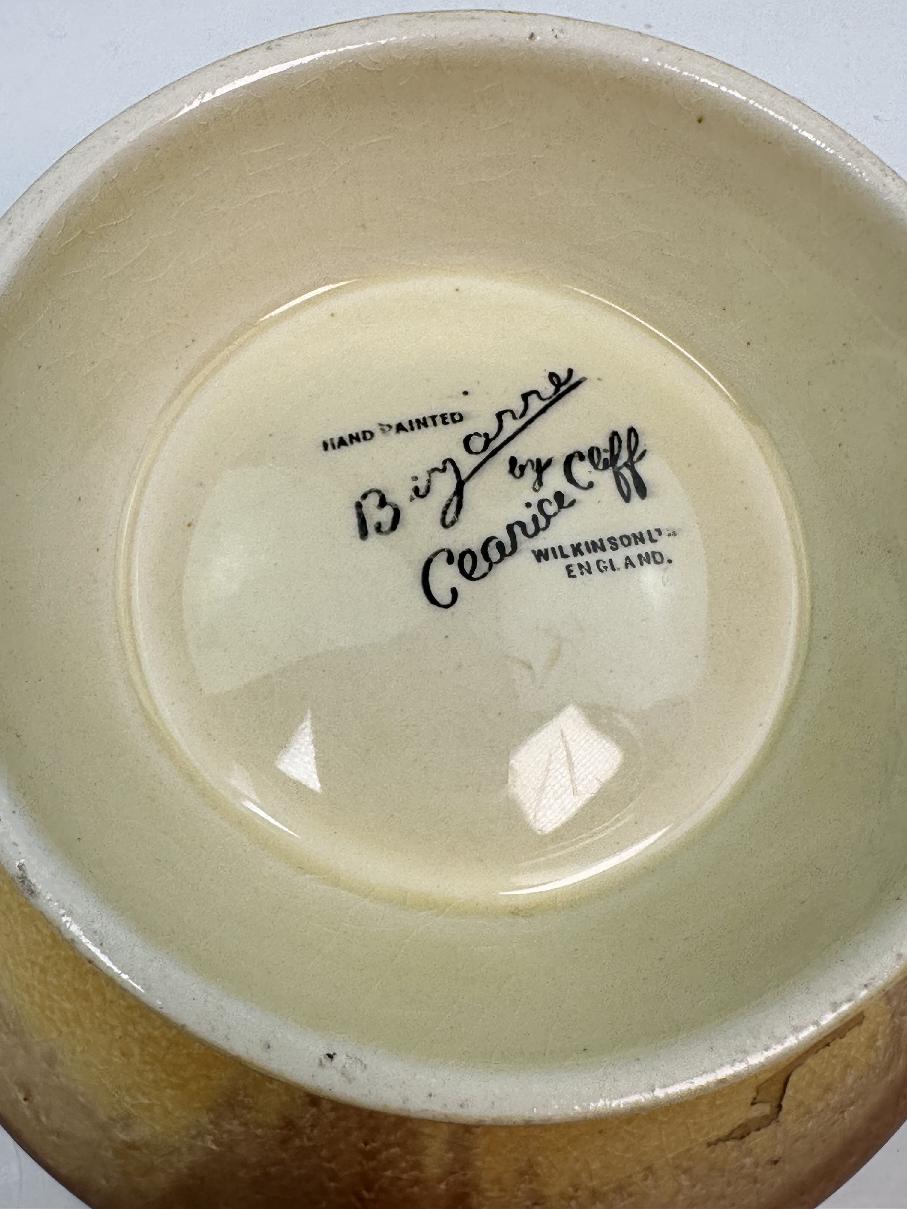 HAND PAINTED
Bizarre
by
Clarice Cliff
WILKINSON LTD
ENGLAND.